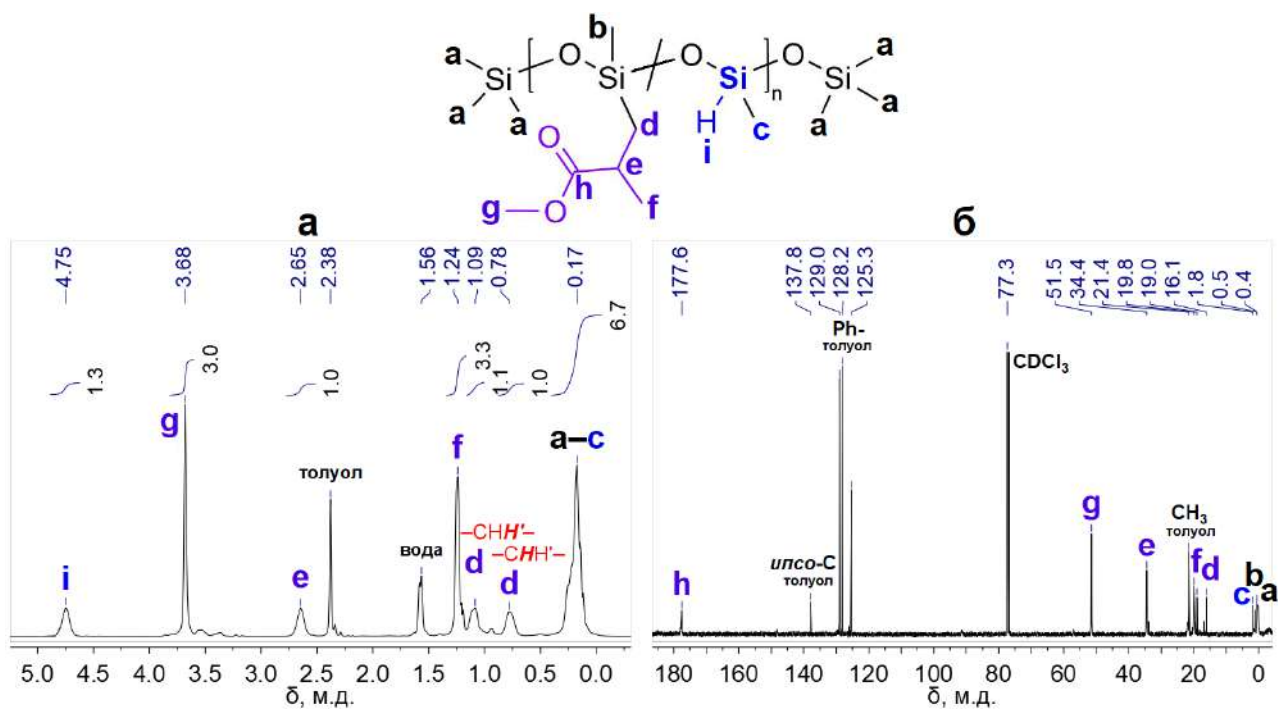 b
a Si a a
O Si O Si O
n
Si a a a
H
i
c
d
O
e
h
g O
f
а
б
4.75 3.68 2.65 2.38 1.56 1.24 1.09 0.78 0.17
1.3 3.0 1.0 3.3 1.1 1.0 6.7
i g e толуол вода f –CHH'– d –CHH'– d a–c
5.0 4.5 4.0 3.5 3.0 2.5 2.0 1.5 1.0 0.5 0.0
δ, м.д.
177.6 137.8 129.0 128.2 125.3 77.3 51.5 34.4 21.4 19.8 19.0 16.1 1.8 0.5 0.4
Ph-
толуол
CDCl3
ипсо-C
толуол
CH3
толуол
h g e f d c b a
180 160 140 120 100 80 60 40 20 0
δ, м.д.